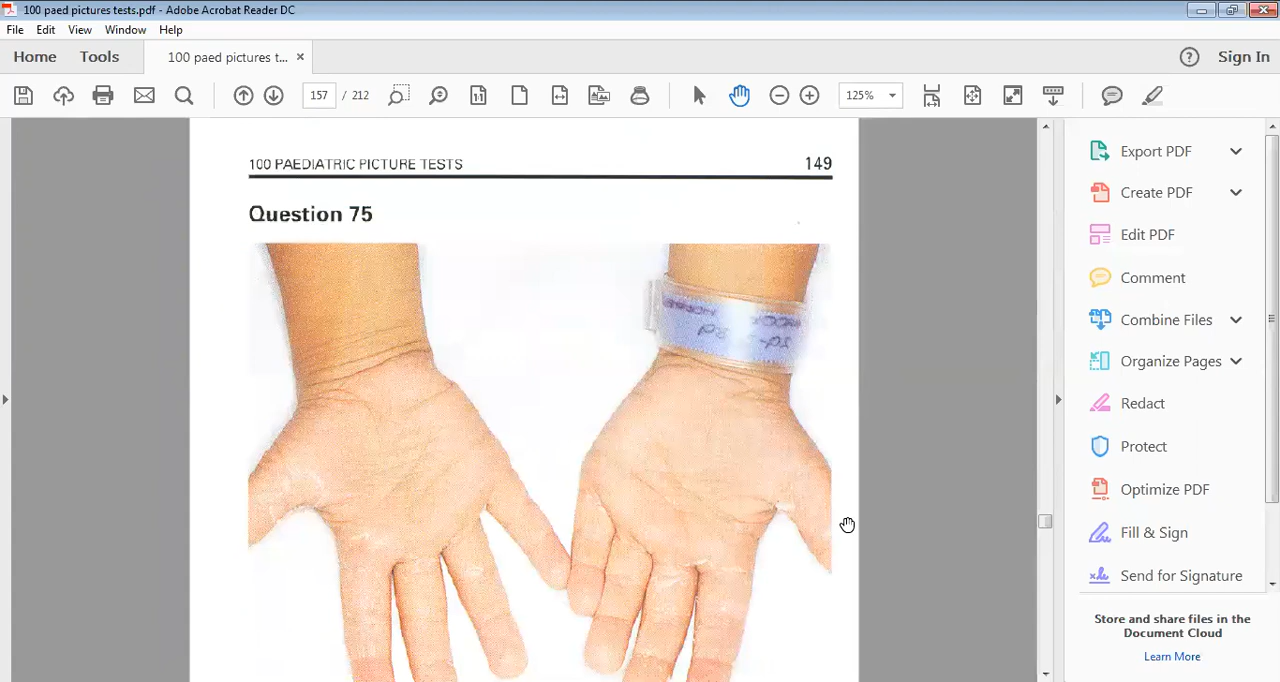 100 paed pictures tests.pdf - Adobe Acrobat Reader DC
File Edit View Window Help
Home Tools 100 paed pictures t... × ? Sign In
157 / 212 125%
100 PAEDIATRIC PICTURE TESTS 149
Question 75
Export PDF
Create PDF
Edit PDF
Comment
Combine Files
Organize Pages
Redact
Protect
Optimize PDF
Fill & Sign
Send for Signature
Store and share files in the
Document Cloud
Learn More